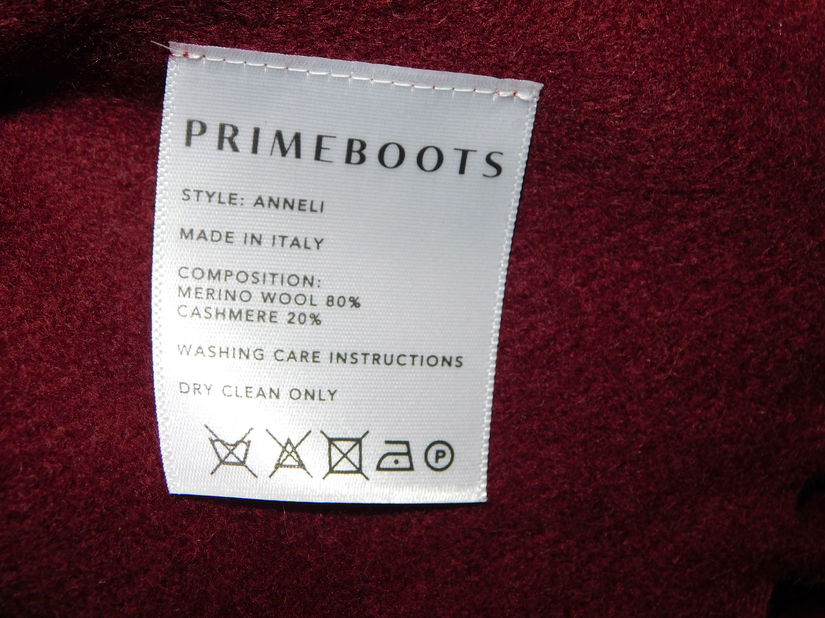 PRIMEBOOTS
STYLE: ANNELI
MADE IN ITALY
COMPOSITION:
MERINO WOOL 80%
CASHMERE 20%
WASHING CARE INSTRUCTIONS
DRY CLEAN ONLY
P